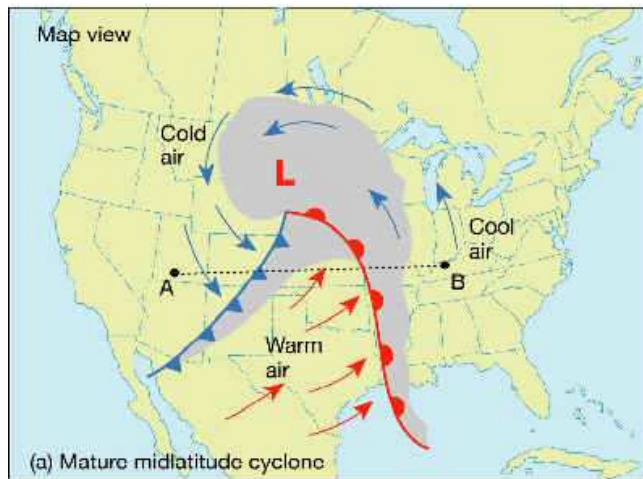 Map view
Cold
air
L
Cool
air
A
B
Warm
air
(a) Mature midlatitude cyclone